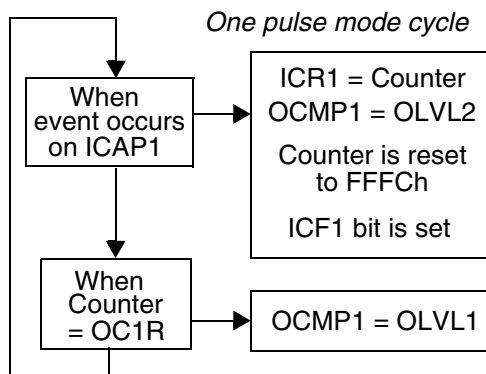 One pulse mode cycle
When
event occurs
on ICAP1
ICR1 = Counter
OCMP1 = OLVL2
Counter is reset
to FFFCh
ICF1 bit is set
When
Counter
= OC1R
OCMP1 = OLVL1